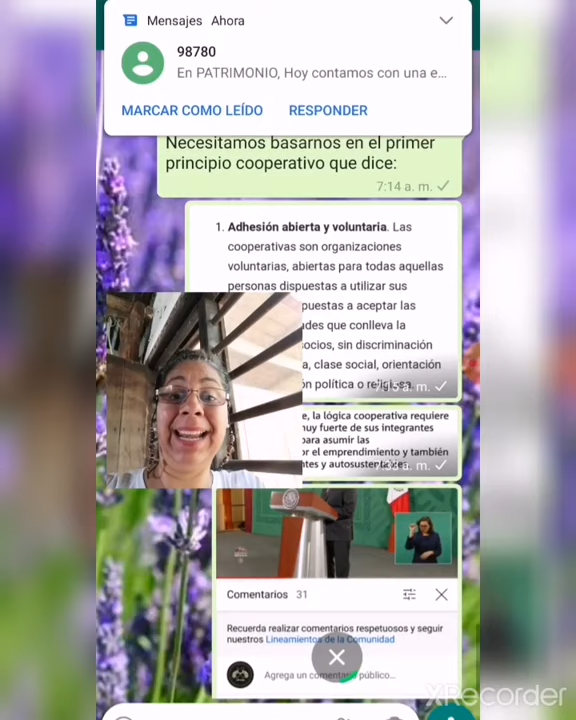 Mensajes Ahora
98780
En PATRIMONIO, Hoy contamos con una e...
MARCAR COMO LEÍDO RESPONDER
Necesitamos basarnos en el primer
principio cooperativo que dice:
7:14 a. m.
1. Adhesión abierta y voluntaria. Las
cooperativas son organizaciones
voluntarias, abiertas para todas aquellas
personas dispuestas a utilizar sus
puestas a aceptar las
des que conlleva la
ocios, sin discriminación
a, clase social, orientación
ón política o religiosa.
a. m.
e, la lógica cooperativa requiere
muy fuerte de sus integrantes
para asumir las
or el emprendimiento y también
ntes y autosustentables
a. m.
Comentarios 31
Recuerda realizar comentarios respetuosos y seguir
nuestros Lineamientos de la Comunidad
Agrega un comentario público...
XRecorder